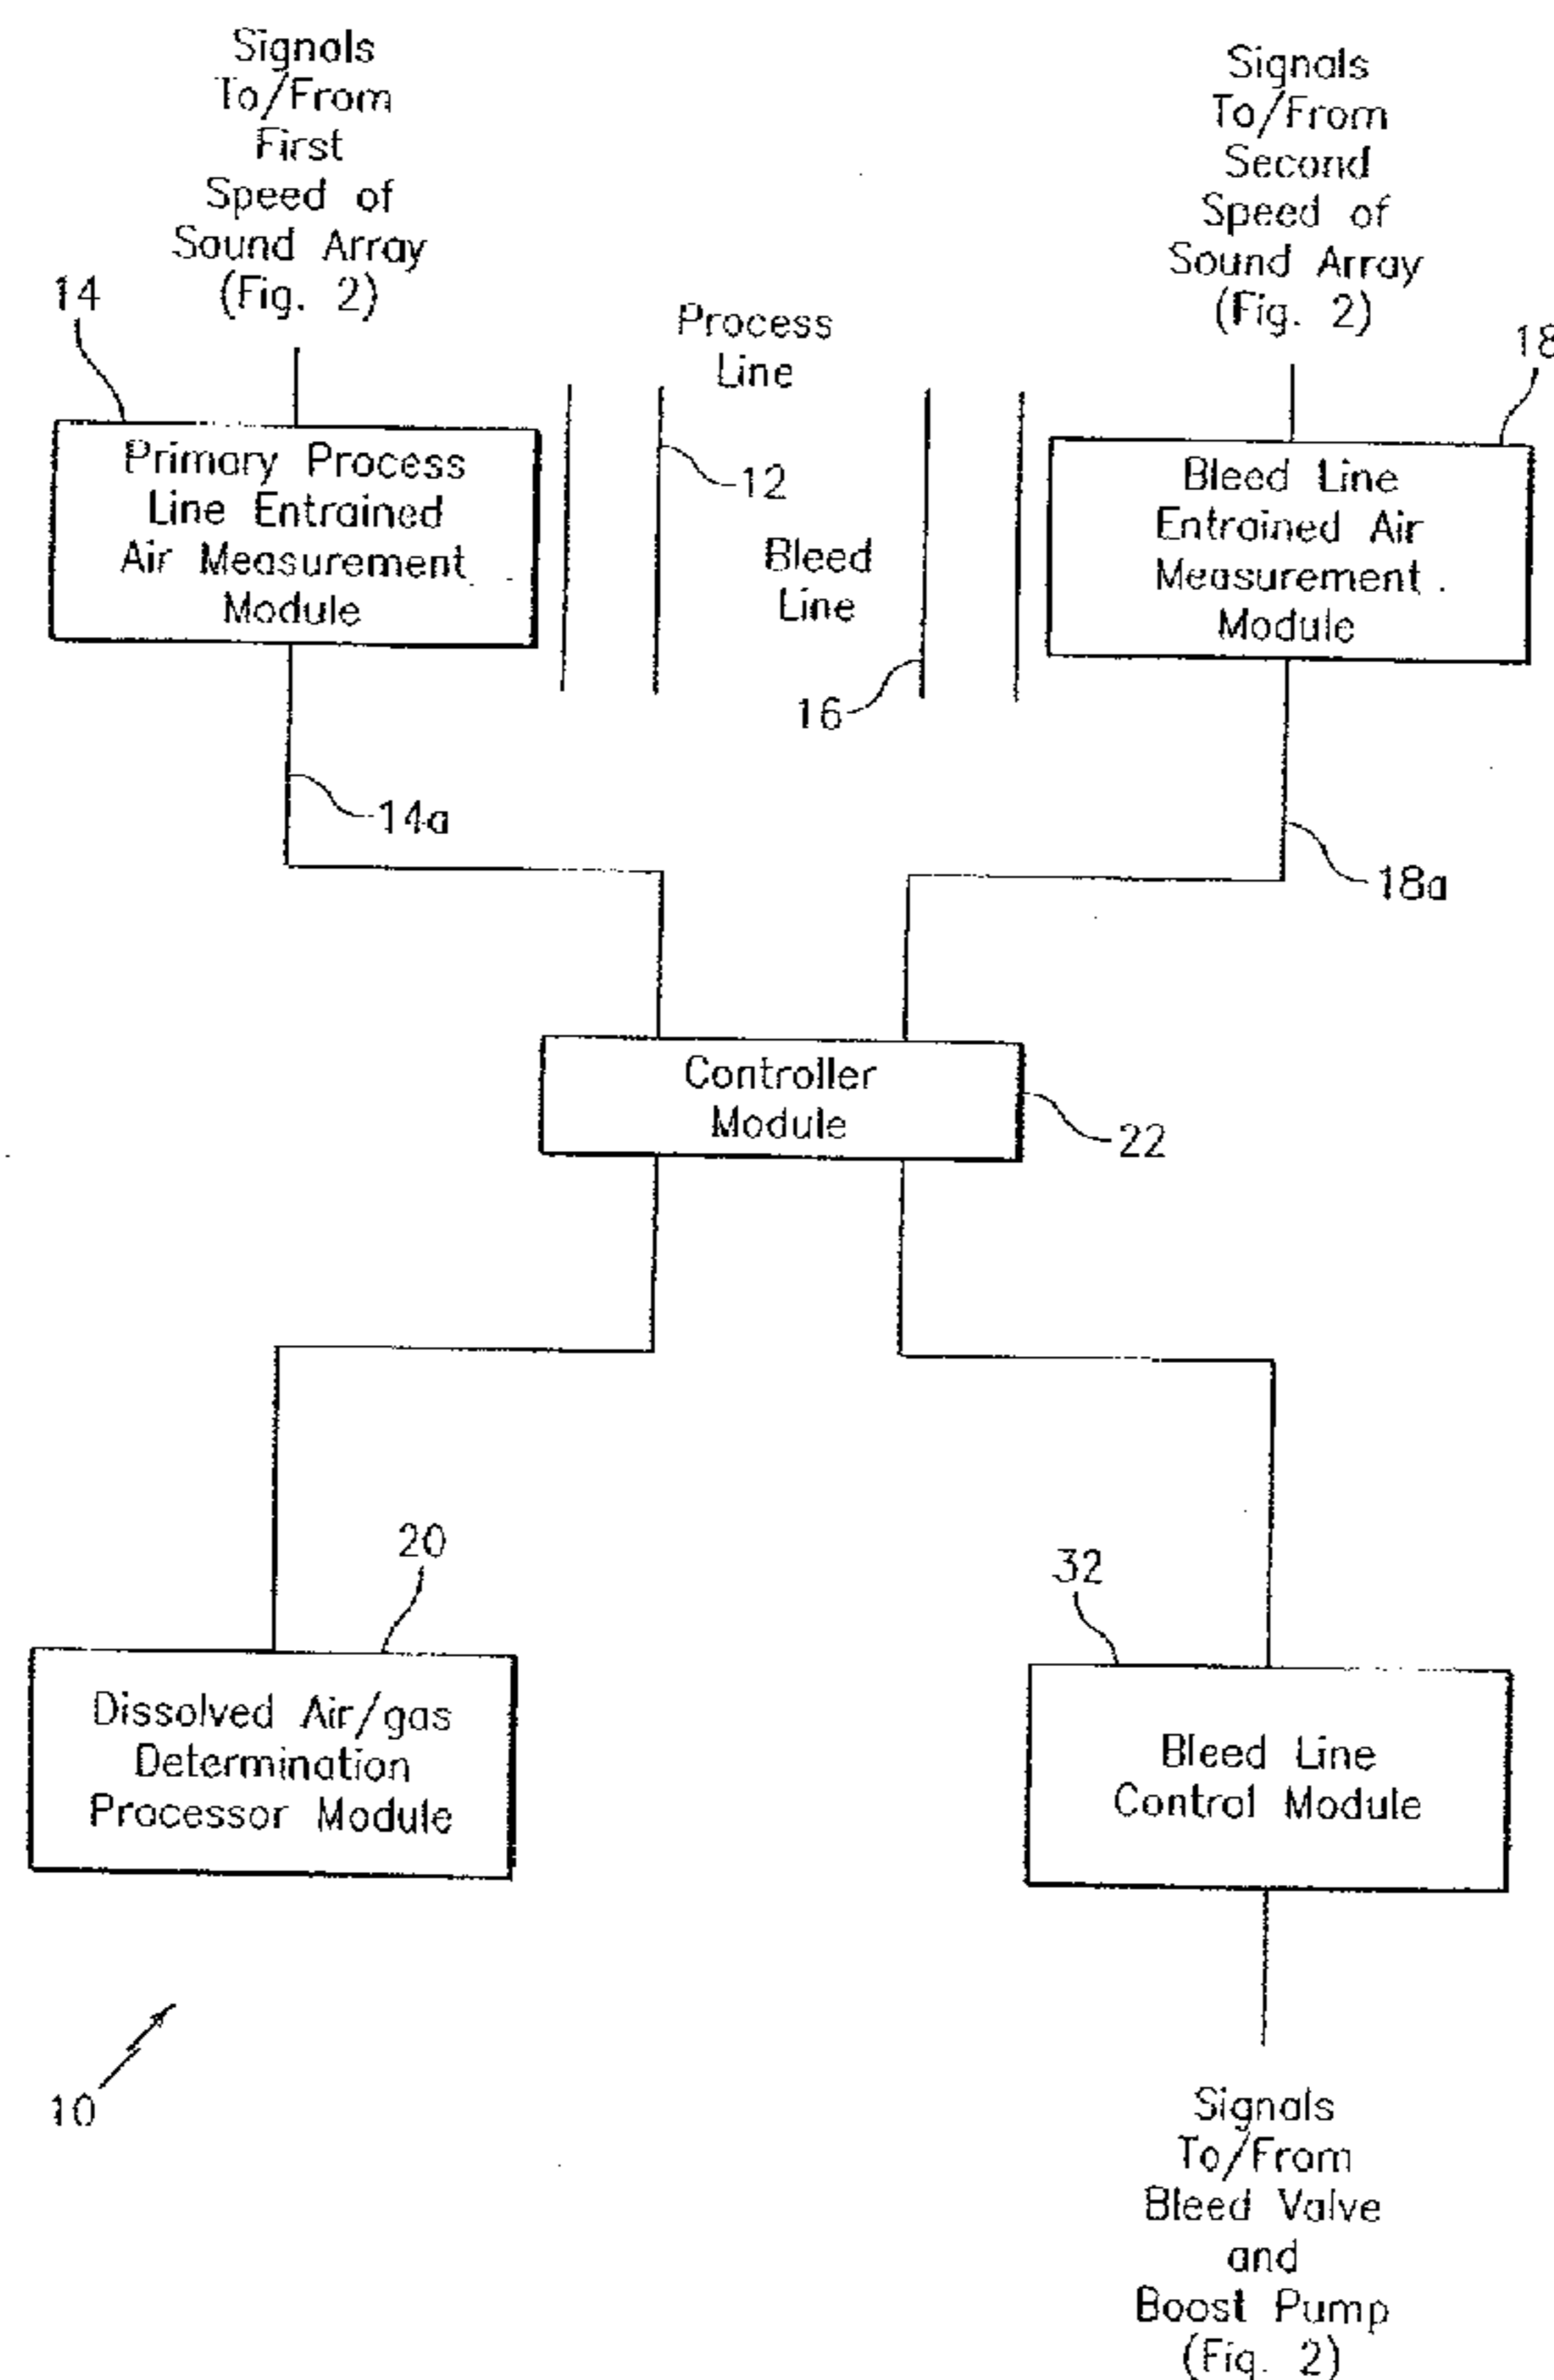 Signals
To/From
First
Speed of
Sound Array
(Fig. 2)
Signals
To/From
Second
Speed of
Sound Array
(Fig. 2)
14
Process
Line
18
Primary Process
Line Entrained
Air Measurement
Module
12
Bleed
Line
16
Bleed Line
Entrained Air
Measurement
Module
14a
18a
Controller
Module
22
20
32
Dissolved Air/gas
Determination
Processor Module
Bleed Line
Control Module
10
Signals
To/From
Bleed Valve
and
Boost Pump
(Fig. 2)